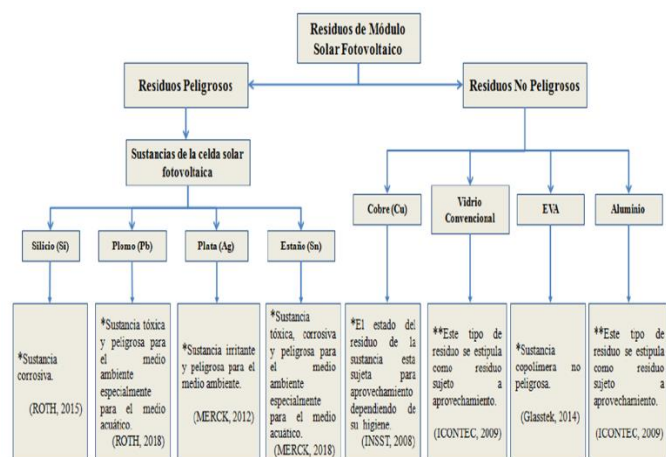 Residuos de Módulo
Solar Fotovoltaico
Residuos Peligrosos
Residuos No Peligrosos
Sustancias de la celda solar
fotovoltaica
Silicio (Si)
Plomo (Pb)
Plata (Ag)
Estaño (Sn)
Cobre (Cu)
Vidrio
Convencional
EVA
Aluminio
*Sustancia
corrosiva.
(ROTH, 2015)
*Sustancia tóxica
y peligrosa para
el medio
ambiente
especialmente
para el medio
acuático.
(ROTH, 2018)
*Sustancia irritante
y peligrosa para el
medio ambiente.
(MERCK, 2012)
*Sustancia
tóxica, corrosiva
y peligrosa para
el medio
ambiente
especialmente
para el medio
acuático.
(MERCK, 2018)
*El estado del
residuo de la
sustancia esta
sujeta para
aprovechamiento
dependiendo de
su higiene.
(INSST, 2008)
**Este tipo de
residuo se estipula
como residuo
sujeto a
aprovechamiento.
(ICONTEC, 2009)
*Sustancia
copolímera no
peligrosa.
(Glasstek, 2014)
**Este tipo de
residuo se estipula
como residuo
sujeto a
aprovechamiento.
(ICONTEC, 2009)